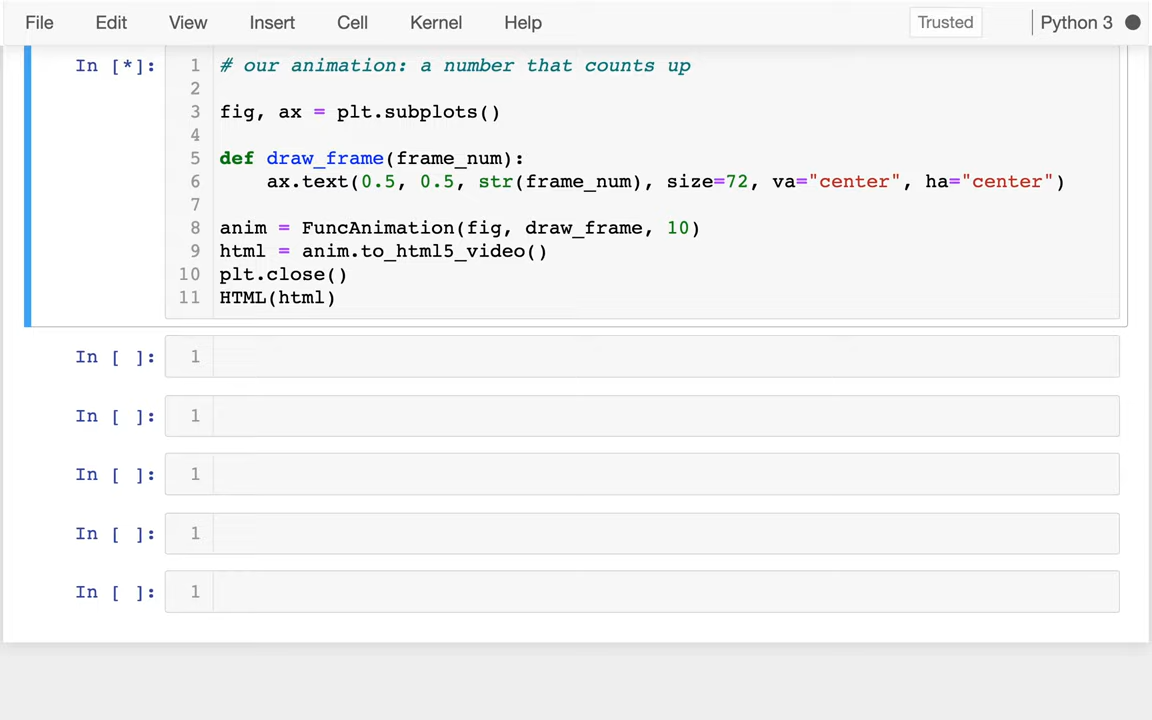 File Edit View Insert Cell Kernel Help Trusted Python 3
In [*]: 1 # our animation: a number that counts up
2
3 fig, ax = plt.subplots()
4
5 def draw_frame(frame_num):
6     ax.text(0.5, 0.5, str(frame_num), size=72, va="center", ha="center")
7
8 anim = FuncAnimation(fig, draw_frame, 10)
9 html = anim.to_html5_video()
10 plt.close()
11 HTML(html)
In [ ]: 1
In [ ]: 1
In [ ]: 1
In [ ]: 1
In [ ]: 1